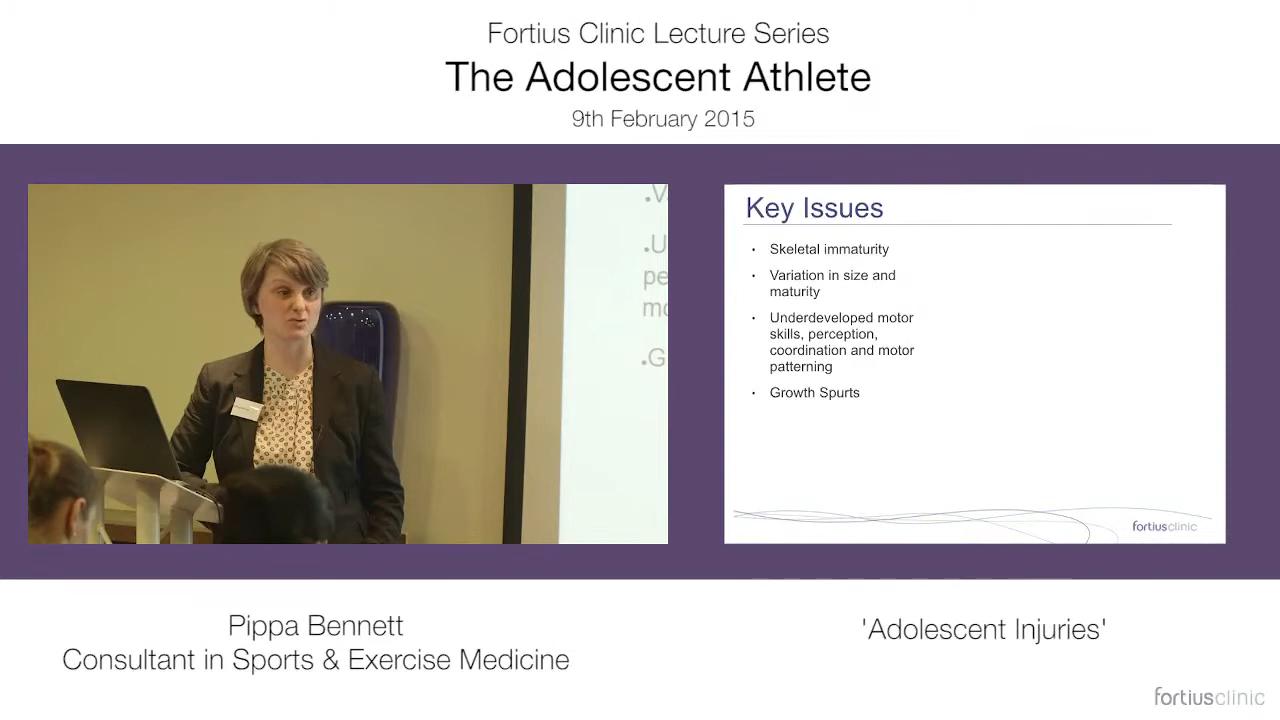 Fortius Clinic Lecture Series
The Adolescent Athlete
9th February 2015
Key Issues
• Skeletal immaturity
• Variation in size and
maturity
• Underdeveloped motor
skills, perception,
coordination and motor
patterning
• Growth Spurts
fortiusclinic
Pippa Bennett
Consultant in Sports & Exercise Medicine
'Adolescent Injuries'
fortiusclinic